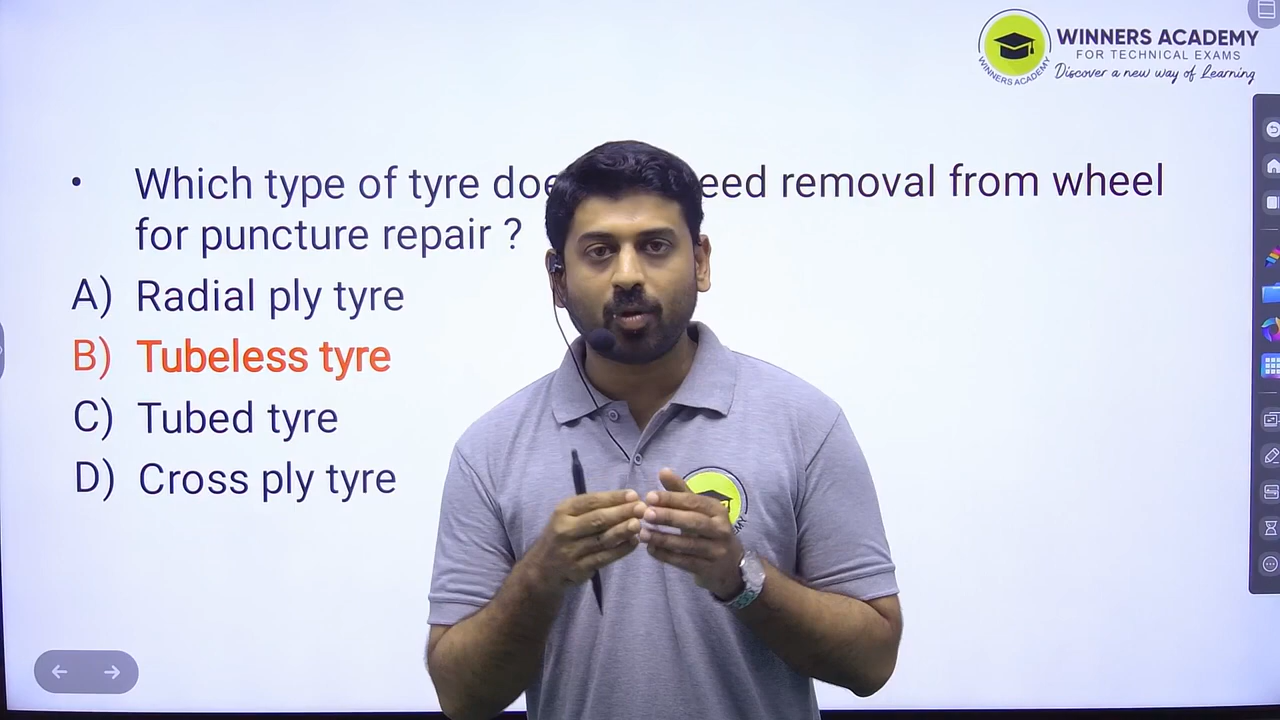 WINNERS ACADEMY
FOR TECHNICAL EXAMS
Discover a new way of Learning
WINNERS ACADEMY
• Which type of tyre doe eed removal from wheel
for puncture repair ?
A) Radial ply tyre
B) Tubeless tyre
C) Tubed tyre
D) Cross ply tyre